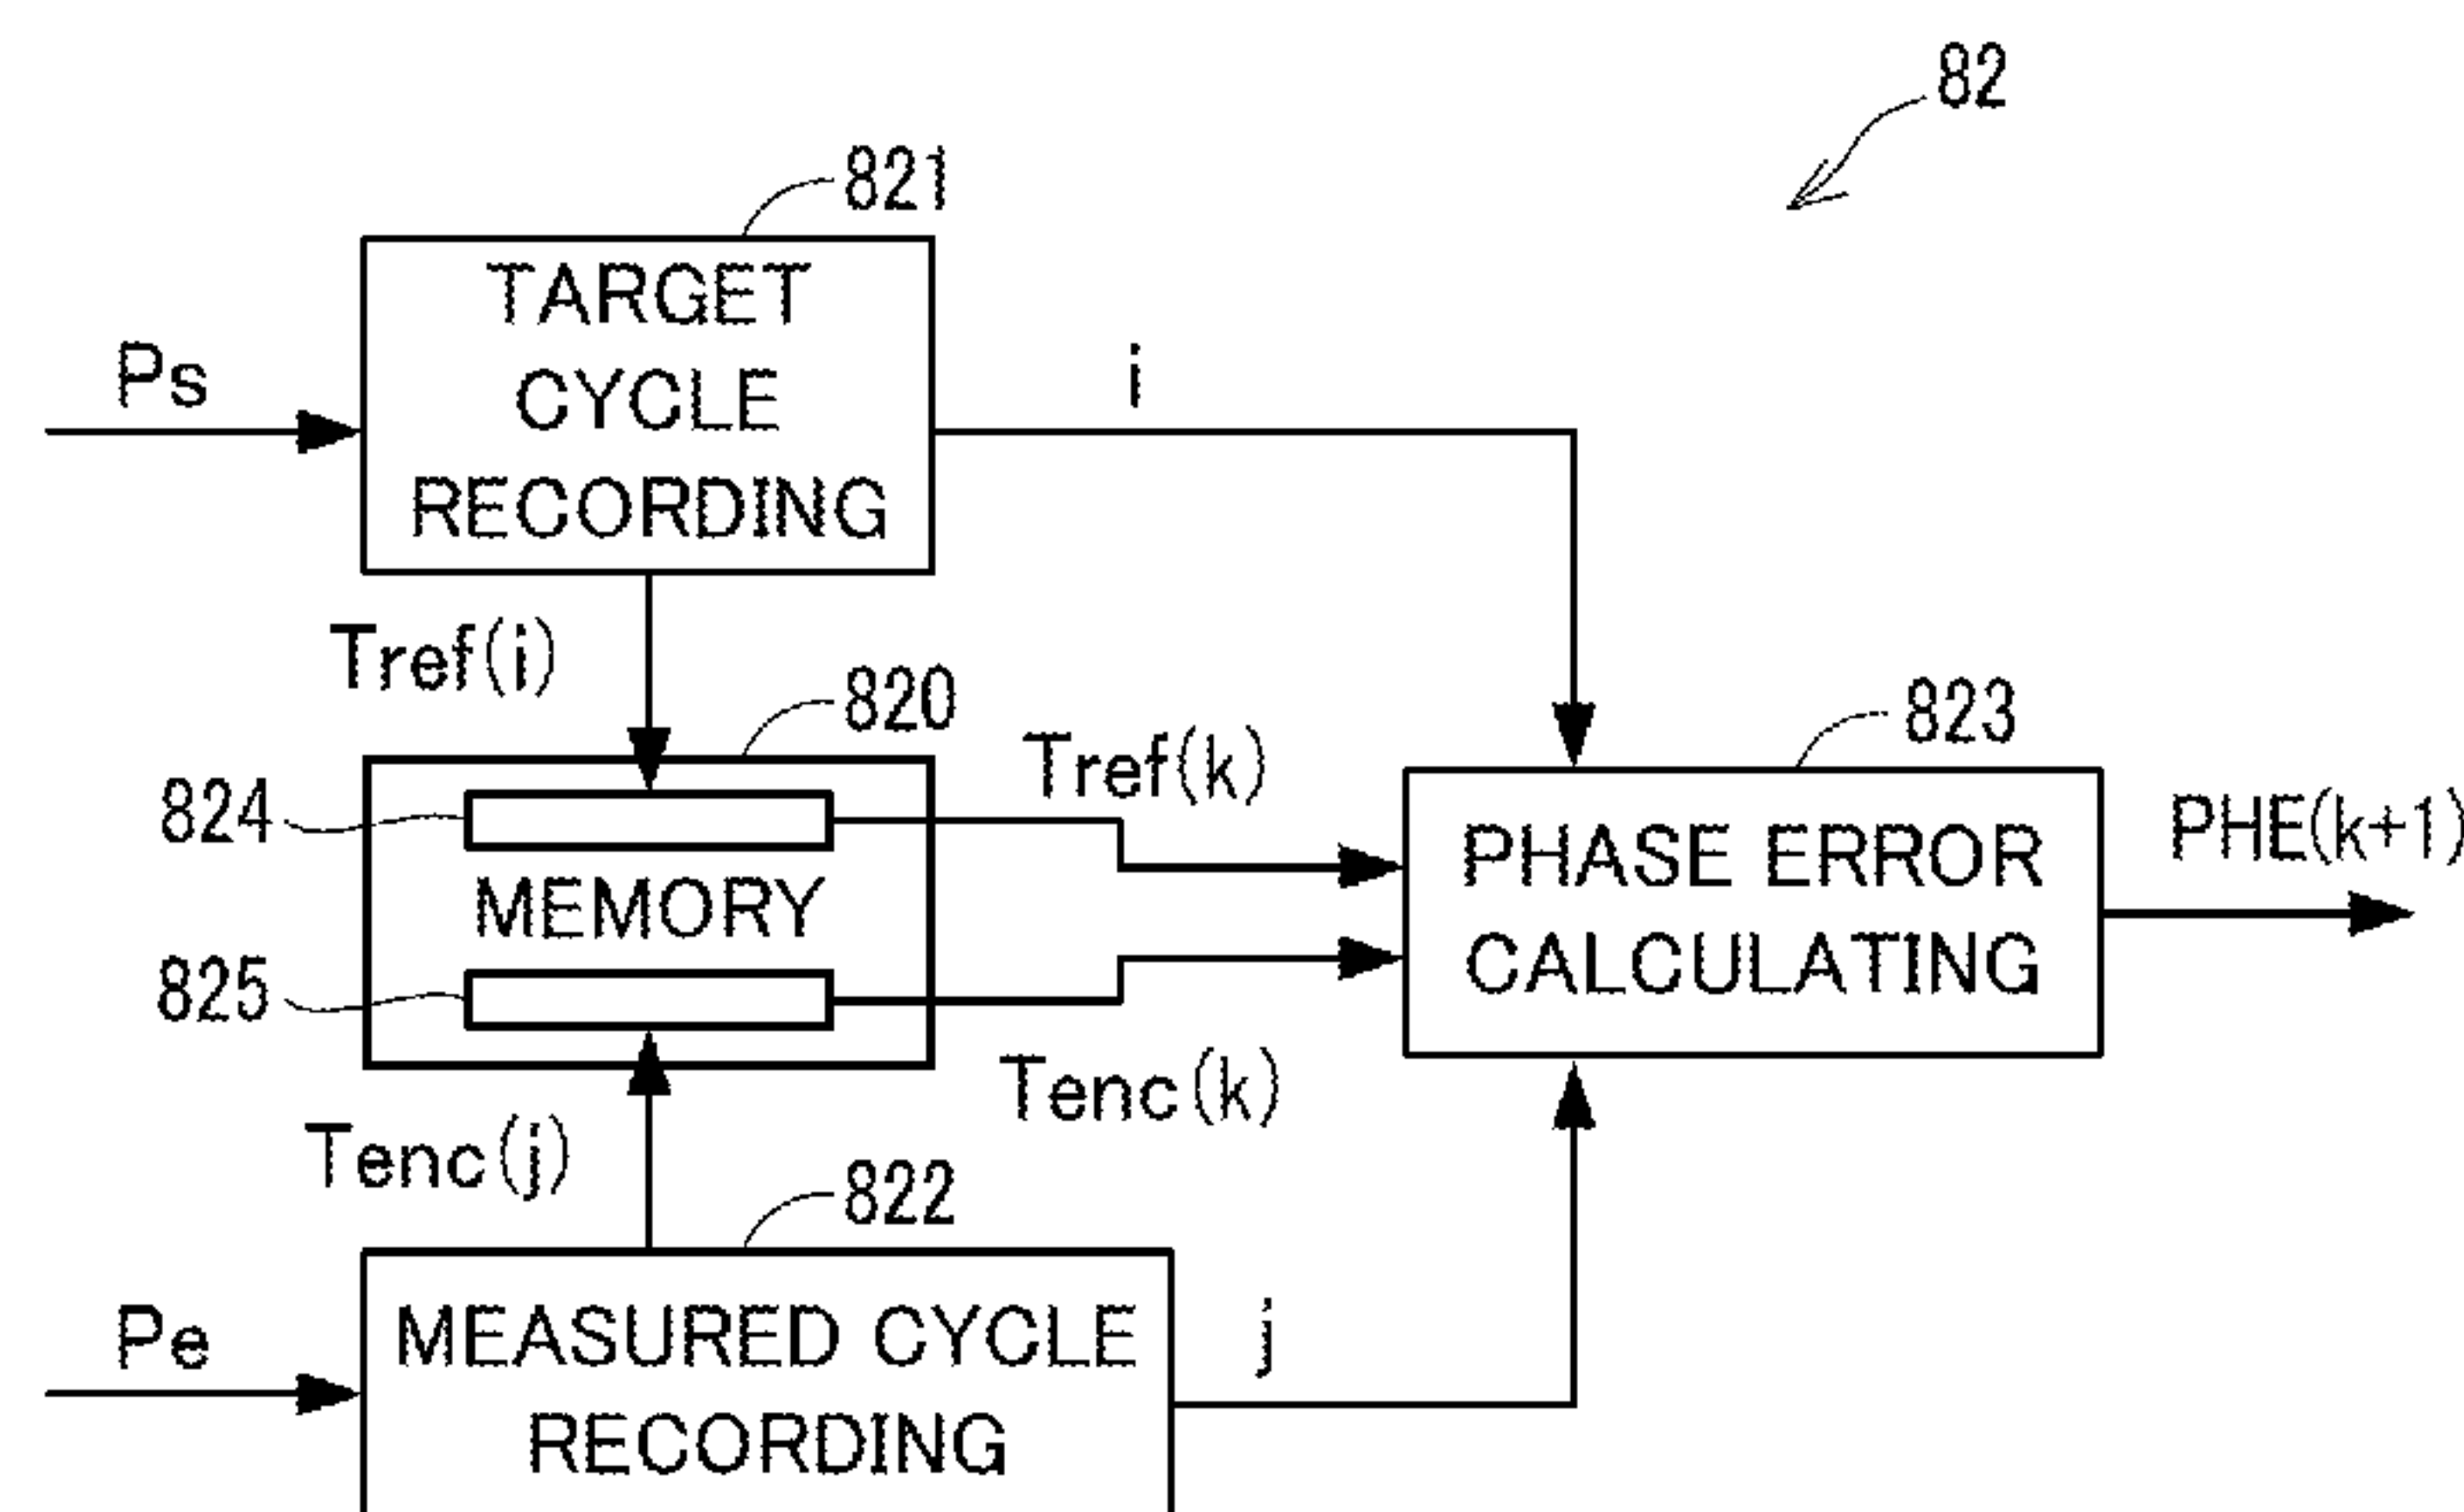 82
821
TARGET
CYCLE
RECORDING
Ps
i
Tref(i)
820
823
824
Tref(k)
MEMORY
PHASE ERROR
CALCULATING
PHE(k+1)
825
Tenc(k)
Tenc(j)
822
Pe
MEASURED CYCLE
RECORDING
j